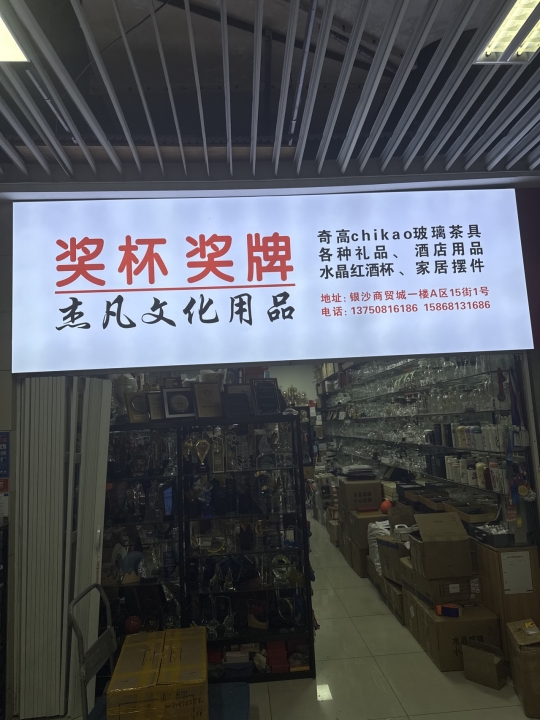 奖杯 奖牌
杰凡文化用品
奇高chikao玻璃茶具
各种礼品、酒店用品
水晶红酒杯、家居摆件
地址: 银沙商贸城一楼A区15街1号
电话: 13750816186 15868131686